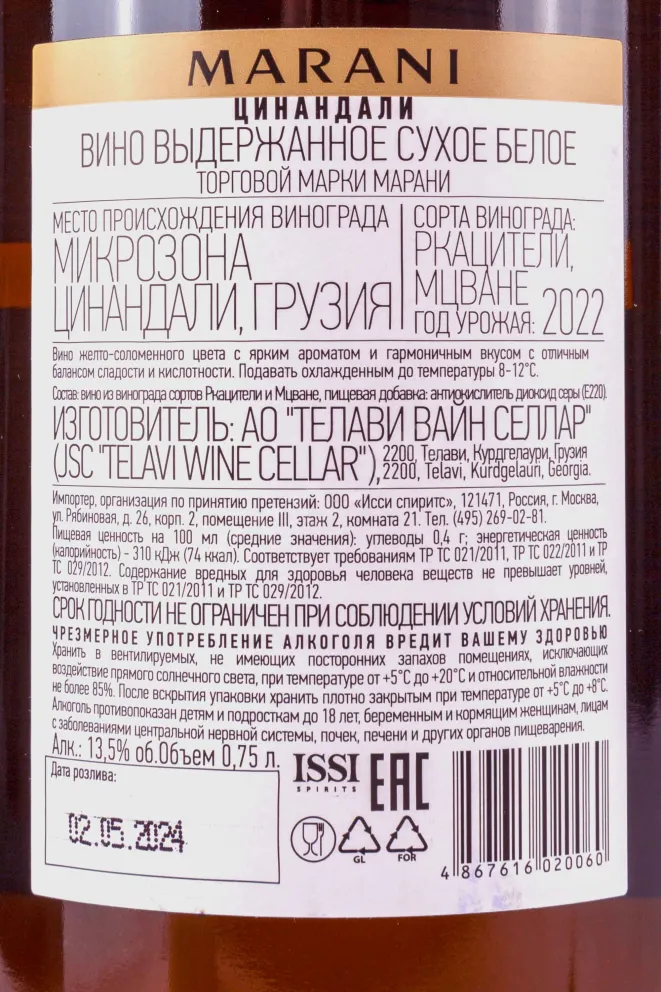 MARANI
ЦИНАНДАЛИ
ВИНО ВЫДЕРЖАННОЕ СУХОЕ БЕЛОЕ
ТОРГОВОЙ МАРКИ МАРАНИ
МЕСТО ПРОИСХОЖДЕНИЯ ВИНОГРАДА
МИКРОЗОНА
ЦИНАНДАЛИ, ГРУЗИЯ
СОРТА ВИНОГРАДА:
РКАЦИТЕЛИ,
МЦВАНЕ
ГОД УРОЖАЯ: 2022
Вино желто-соломенного цвета с ярким ароматом и гармоничным вкусом с отличным
балансом сладости и кислотности. Подавать охлажденным до температуры 8-12°C.
Состав: вино из винограда сортов Ркацители и Мцване, пищевая добавка: антиокислитель диоксид серы (Е220).
ИЗГОТОВИТЕЛЬ: АО "ТЕЛАВИ ВАЙН СЕЛЛАР"
(JSC "TELAVI WINE CELLAR"), 2200, Телави, Курдгелаури, Грузия
2200, Telavi, Kurdgelauri, Georgia.
Импортер, организация по принятию претензий: ООО «Исси спиритс», 121471, Россия, г. Москва,
ул. Рябиновая, д. 26, корп. 2, помещение III, этаж 2, комната 21. Тел. (495) 269-02-81.
Пищевая ценность на 100 мл (средние значения): углеводы 0,4 г; энергетическая ценность
(калорийность) - 310 кДж (74 ккал). Соответствует требованиям ТР ТС 021/2011, ТР ТС 022/2011 и ТР
ТС 029/2012. Содержание вредных для здоровья человека веществ не превышает уровней,
установленных в ТР ТС 021/2011 и ТР ТС 029/2012.
СРОК ГОДНОСТИ НЕ ОГРАНИЧЕН ПРИ СОБЛЮДЕНИИ УСЛОВИЙ ХРАНЕНИЯ.
ЧРЕЗМЕРНОЕ УПОТРЕБЛЕНИЕ АЛКОГОЛЯ ВРЕДИТ ВАШЕМУ ЗДОРОВЬЮ
Хранить в вентилируемых, не имеющих посторонних запахов помещениях, исключающих
воздействие прямого солнечного света, при температуре от +5°C до +20°C и относительной влажности
не более 85%. После вскрытия упаковки хранить плотно закрытым при температуре от +5°C до +8°C.
Алкоголь противопоказан детям и подросткам до 18 лет, беременным и кормящим женщинам, лицам
с заболеваниями центральной нервной системы, почек, печени и других органов пищеварения.
Алк.: 13,5% об.Объем 0,75 л.
Дата розлива:
02.05.2024
ISSI
SPIRITS
EAC
GL
FOR
4 867616 020060